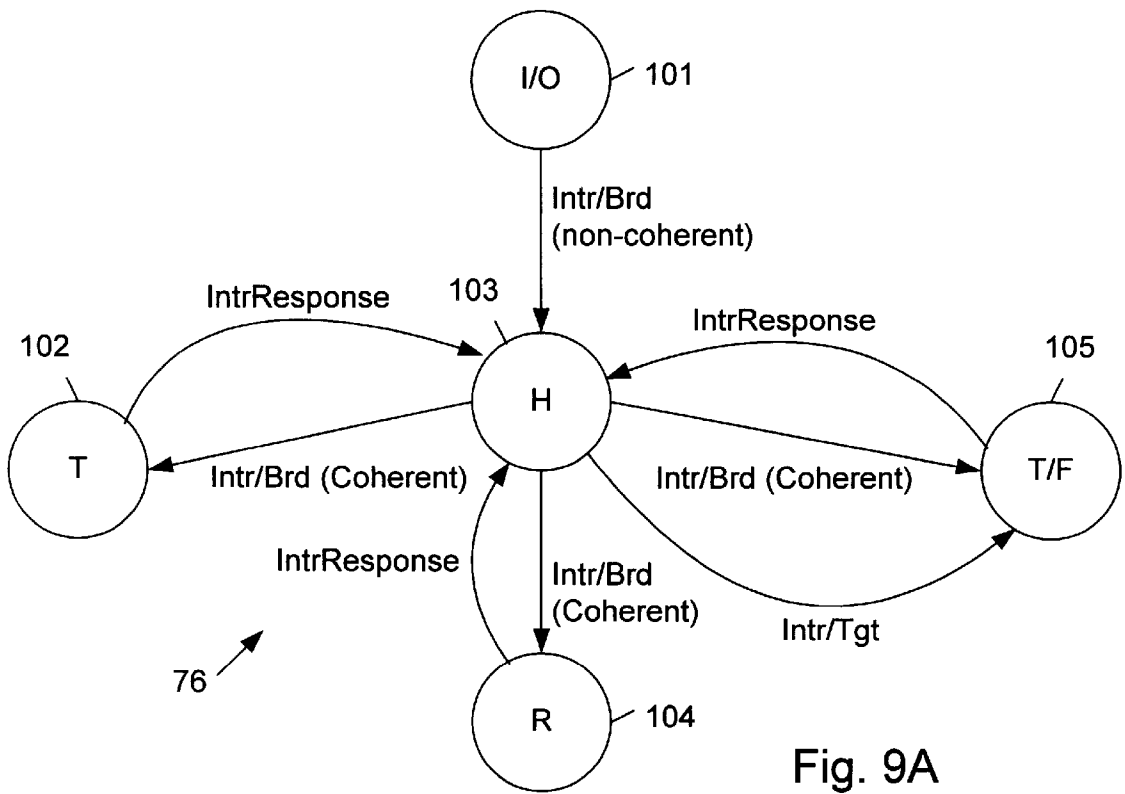 I/O
101
Intr/Brd
(non-coherent)
IntrResponse
103
IntrResponse
102
105
H
T
Intr/Brd (Coherent)
Intr/Brd (Coherent)
T/F
IntrResponse
Intr/Brd
(Coherent)
Intr/Tgt
76
R
104
Fig. 9A